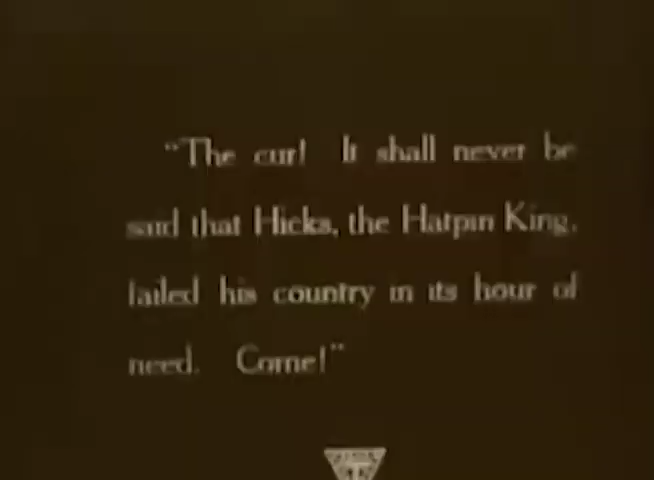 "The cur! It shall never be
said that Hicks, the Hatpin King,
failed his country in its hour of
need. Come!"